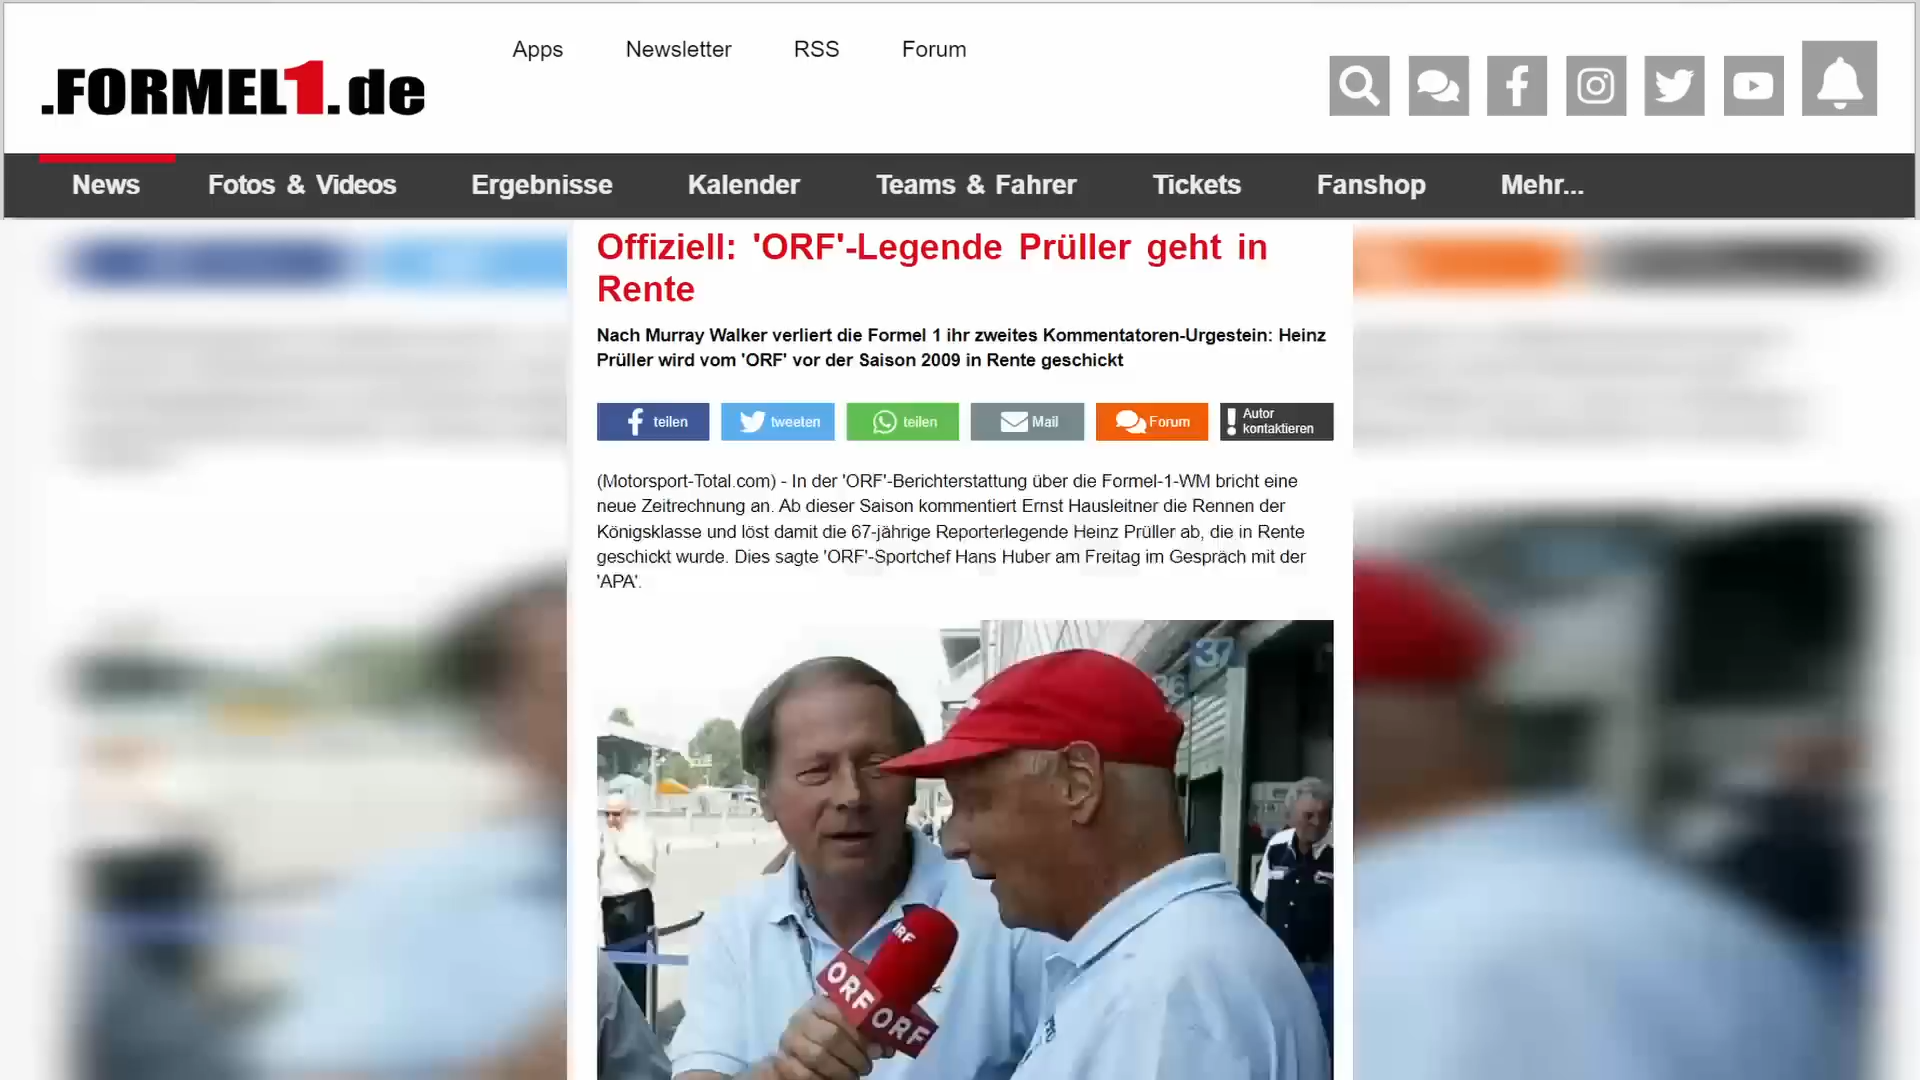 Apps Newsletter RSS Forum
.FORMEL1.de
News Fotos & Videos Ergebnisse Kalender Teams & Fahrer Tickets Fanshop Mehr...
Offiziell: 'ORF'-Legende Prüller geht in
Rente
Nach Murray Walker verliert die Formel 1 ihr zweites Kommentatoren-Urgestein: Heinz
Prüller wird vom 'ORF' vor der Saison 2009 in Rente geschickt
teilen tweeten teilen Mail Forum Autor
kontaktieren
(Motorsport-Total.com) - In der 'ORF'-Berichterstattung über die Formel-1-WM bricht eine
neue Zeitrechnung an. Ab dieser Saison kommentiert Ernst Hausleitner die Rennen der
Königsklasse und löst damit die 67-jährige Reporterlegende Heinz Prüller ab, die in Rente
geschickt wurde. Dies sagte 'ORF'-Sportchef Hans Huber am Freitag im Gespräch mit der
'APA'.
37
36
ORF
ORF ORF